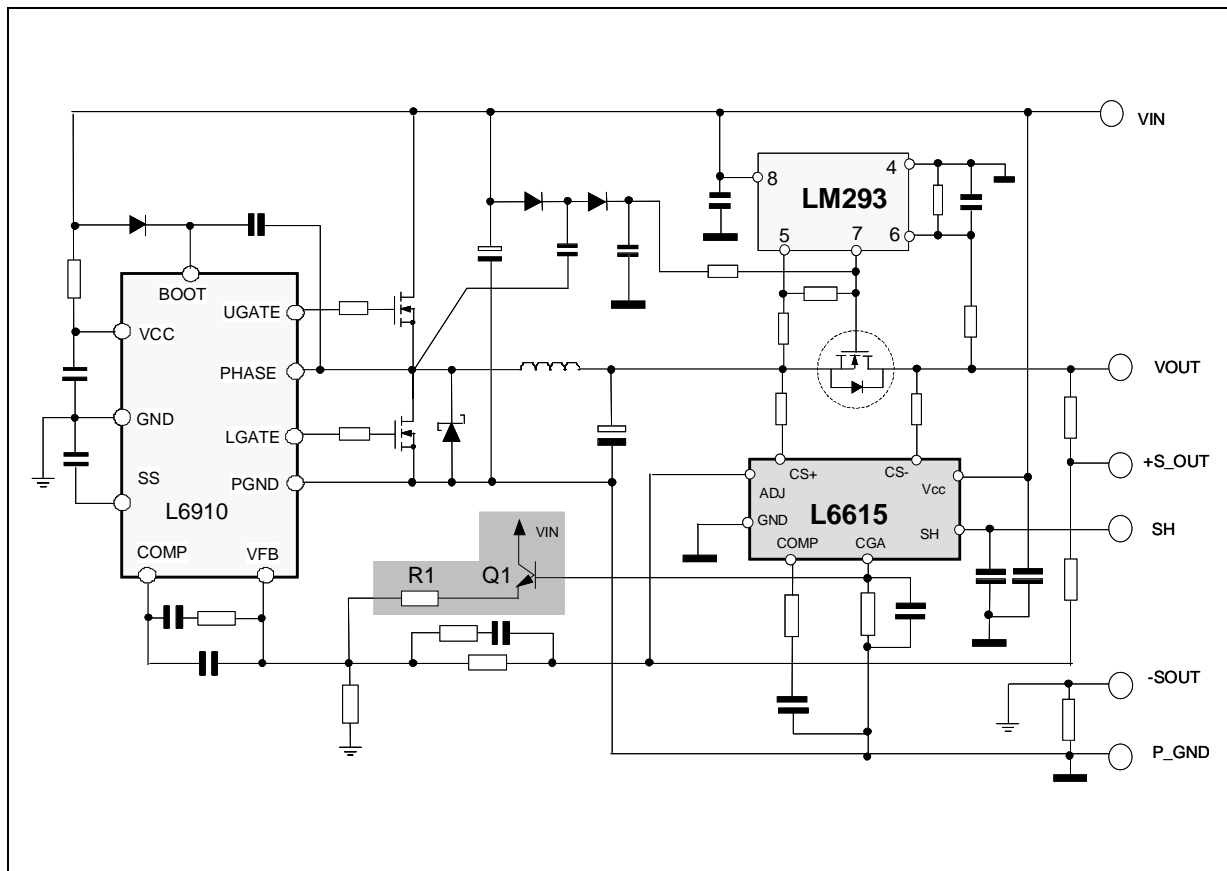 VIN
8
4
LM293
5
7
6
BOOT
UGATE
VCC
PHASE
VOUT
GND
LGATE
SS
PGND
L6910
COMP
VFB
CS+
CS-
+S_OUT
ADJ
Vcc
L6615
GND
SH
SH
COMP
CGA
VIN
R1
Q1
-SOUT
P_GND